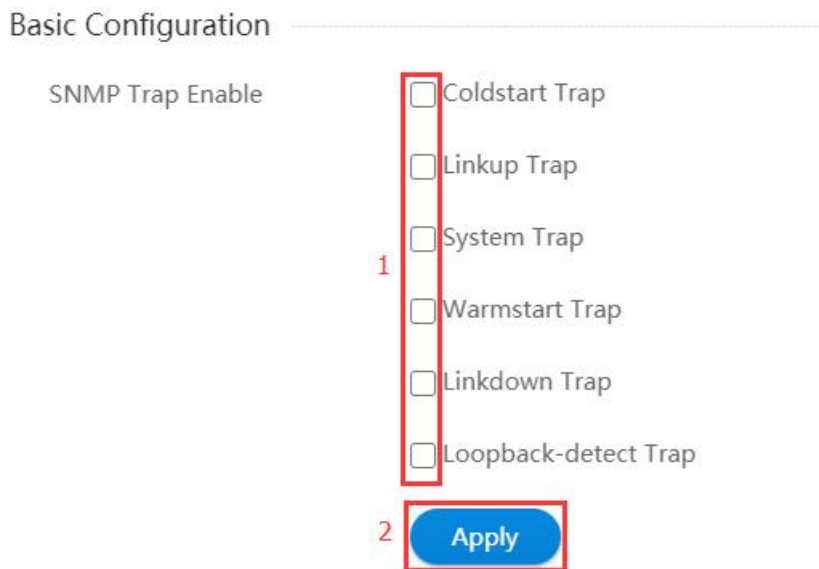 Basic Configuration
SNMP Trap Enable
Coldstart Trap
Linkup Trap
System Trap
1
Warmstart Trap
Linkdown Trap
Loopback-detect Trap
2
Apply